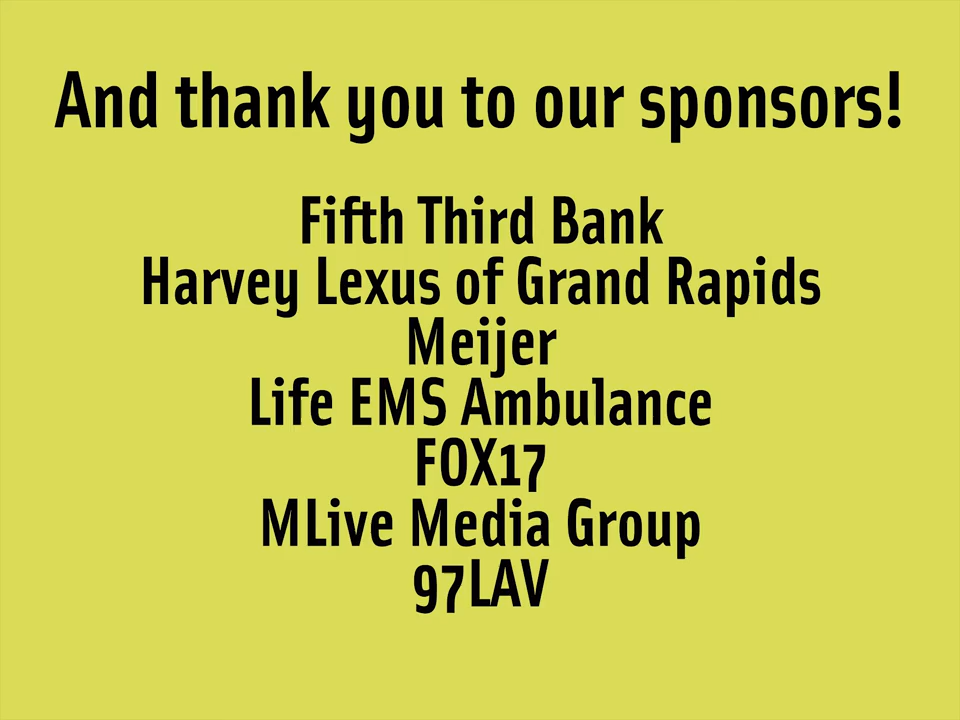 And thank you to our sponsors!
Fifth Third Bank
Harvey Lexus of Grand Rapids
Meijer
Life EMS Ambulance
FOX17
MLive Media Group
97LAV